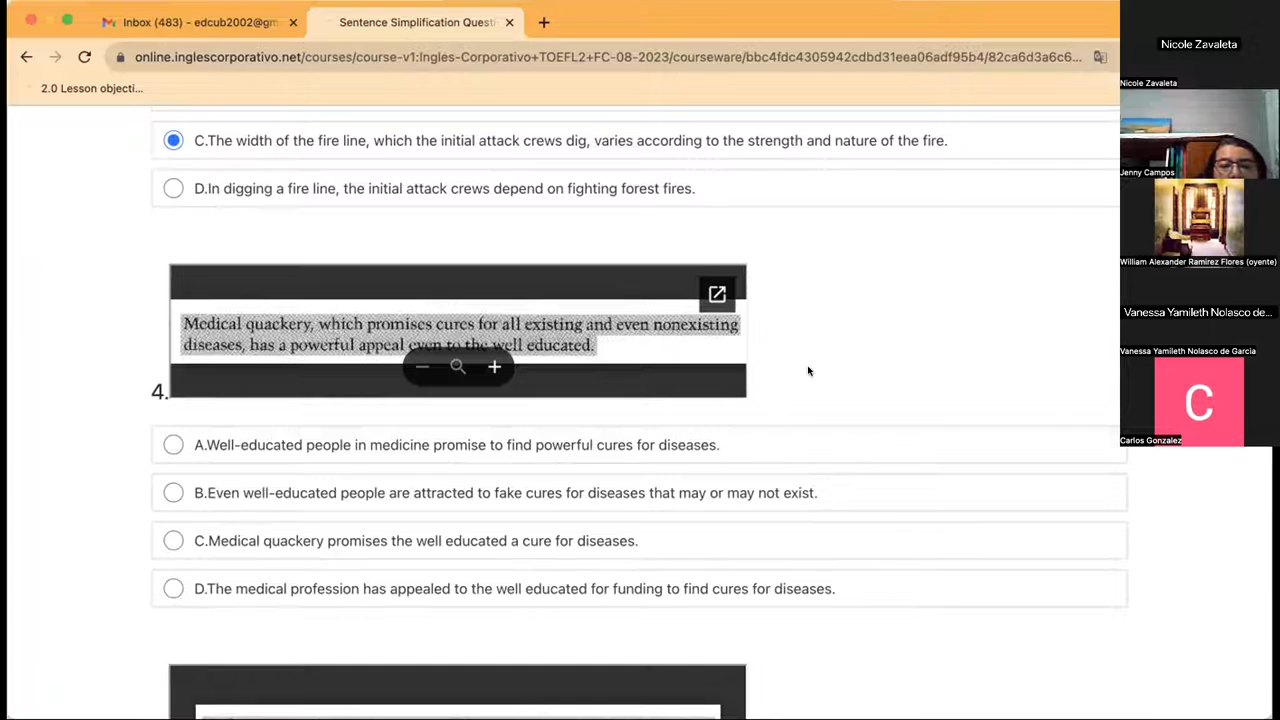 Inbox (483) - edcub2002@gm
Sentence Simplification Questi
online.inglescorporativo.net/courses/course-v1:Ingles-Corporativo+TOEFL2+FC-08-2023/courseware/bbc4fdc4305942cdbd31eea06adf95b4/82ca6d3a6c6...
2.0 Lesson objecti...
C.The width of the fire line, which the initial attack crews dig, varies according to the strength and nature of the fire.
D.In digging a fire line, the initial attack crews depend on fighting forest fires.
Medical quackery, which promises cures for all existing and even nonexisting
diseases, has a powerful appeal even to the well educated.
4.
A.Well-educated people in medicine promise to find powerful cures for diseases.
B.Even well-educated people are attracted to fake cures for diseases that may or may not exist.
C.Medical quackery promises the well educated a cure for diseases.
D.The medical profession has appealed to the well educated for funding to find cures for diseases.
Nicole Zavaleta
Nicole Zavaleta
Jenny Campos
William Alexander Ramirez Flores (oyente)
Vanessa Yamileth Nolasco de...
Vanessa Yamileth Nolasco de Garcia
C
Carlos Gonzalez